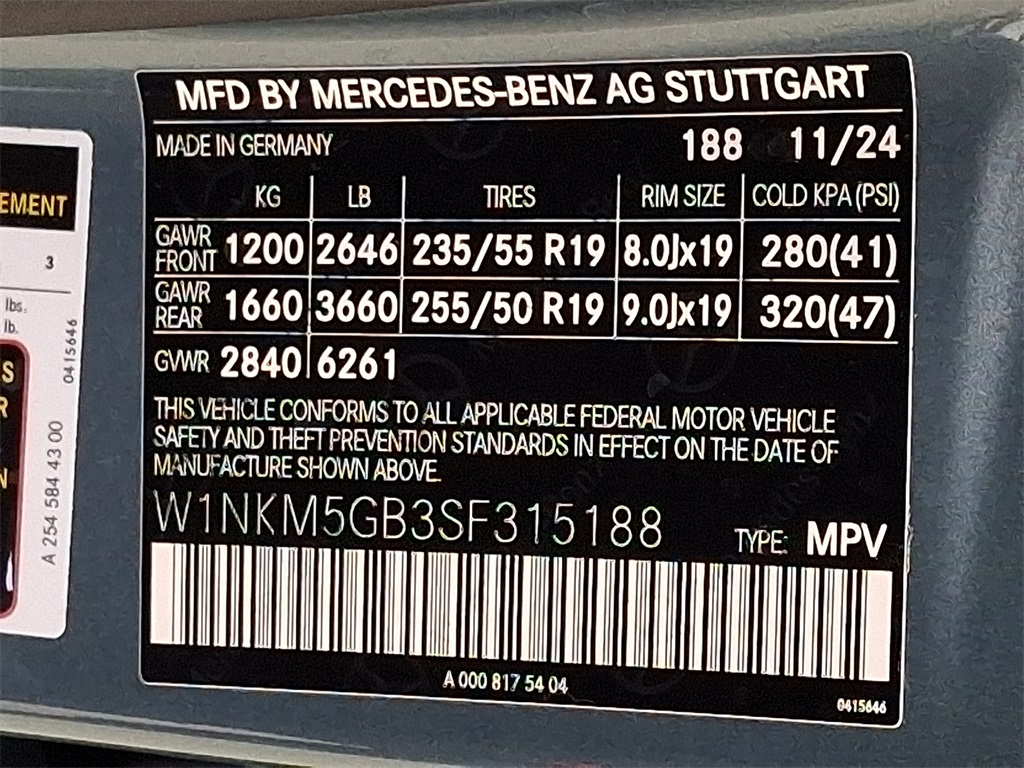 MFD BY MERCEDES-BENZ AG STUTTGART
MADE IN GERMANY 188 11/24
KG LB TIRES RIM SIZE COLD KPA (PSI)
GAWR FRONT 1200 2646 235/55 R19 8.0Jx19 280(41)
GAWR REAR 1660 3660 255/50 R19 9.0Jx19 320(47)
GVWR 2840 6261
THIS VEHICLE CONFORMS TO ALL APPLICABLE FEDERAL MOTOR VEHICLE
SAFETY AND THEFT PREVENTION STANDARDS IN EFFECT ON THE DATE OF
MANUFACTURE SHOWN ABOVE.
W1NKM5GB3SF315188 TYPE: MPV
A 000 817 54 04
0415646
EMENT
3
lbs.
lb.
S
R
N
0415646
A 254 584 43 00